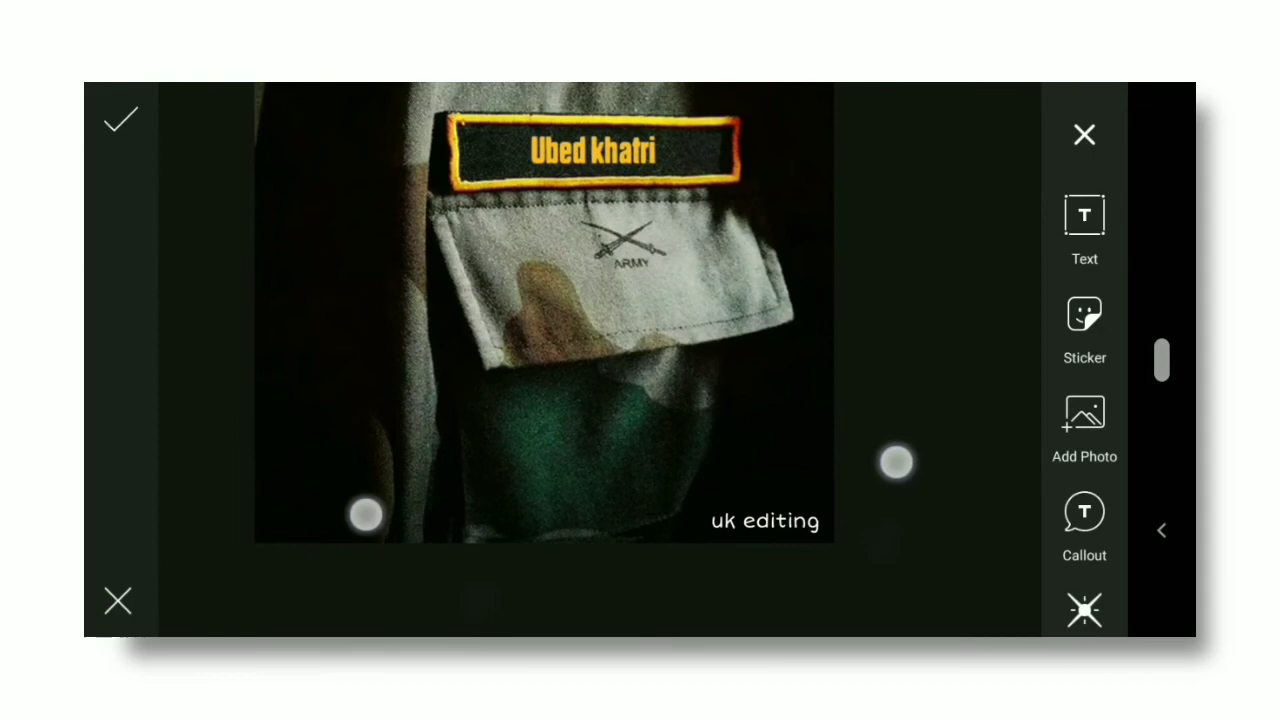 Ubed khatri
ARMY
uk editing
T
Text
Sticker
Add Photo
T
Callout